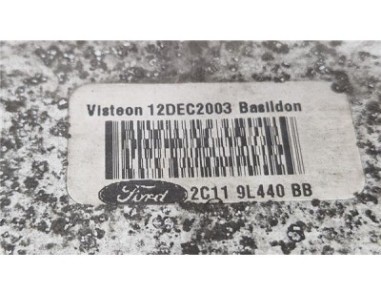 Visteon 12DEC2003 Basildon
Ford 2C11 9L440 BB